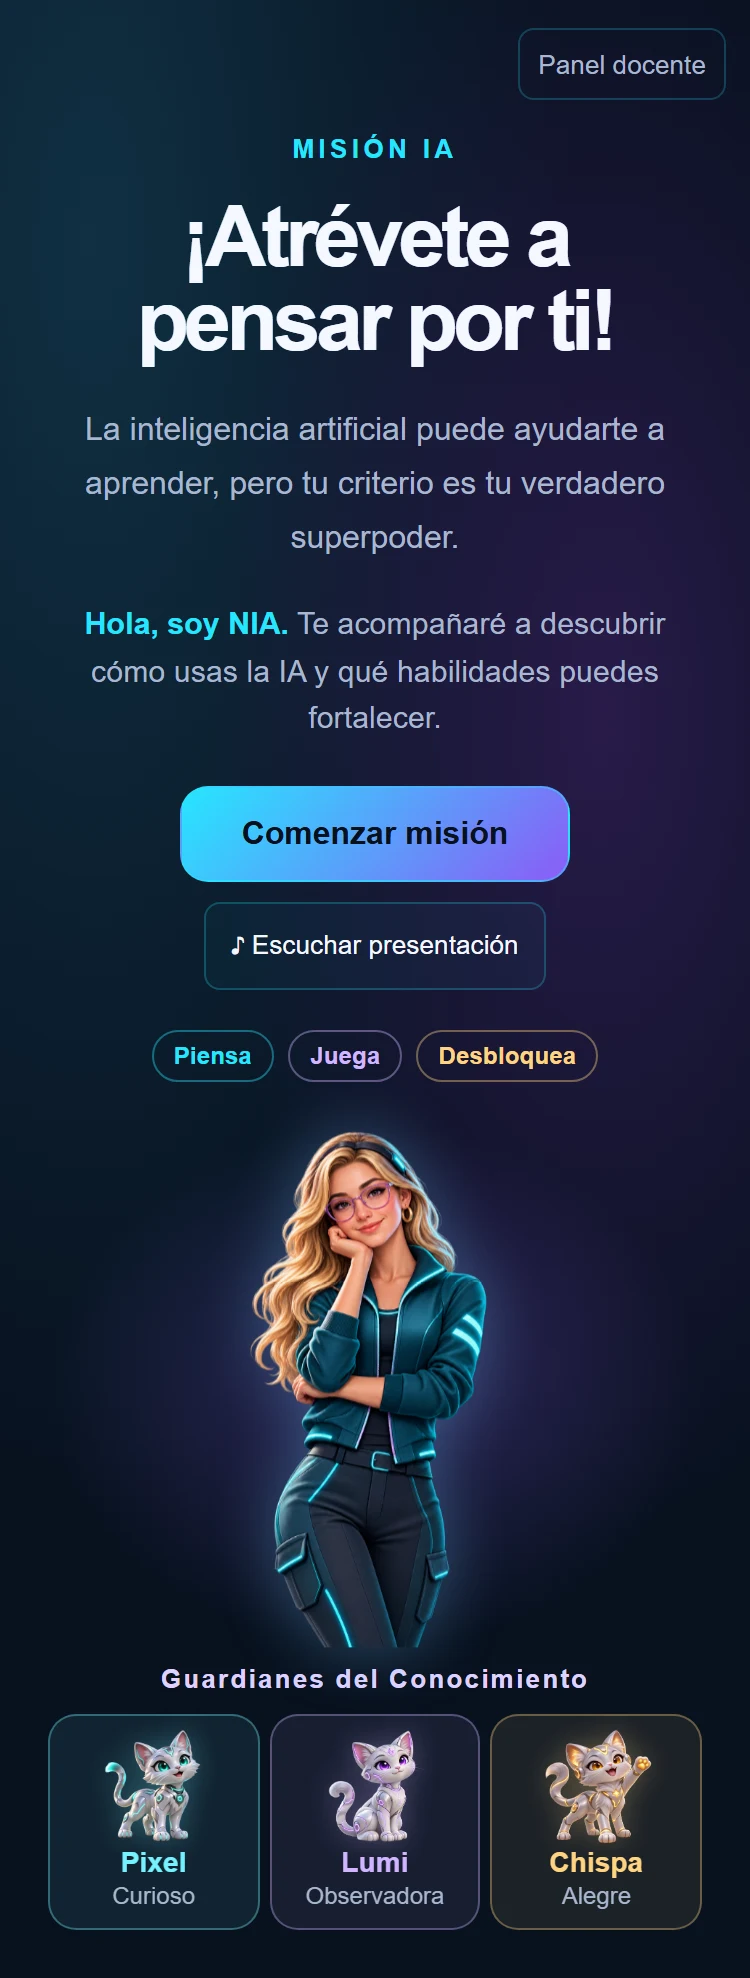 Panel docente
MISIÓN IA
¡Atrévete a
pensar por ti!
La inteligencia artificial puede ayudarte a
aprender, pero tu criterio es tu verdadero
superpoder.
Hola, soy NIA. Te acompañaré a descubrir
cómo usas la IA y qué habilidades puedes
fortalecer.
Comenzar misión
♪ Escuchar presentación
Piensa Juega Desbloquea
Guardianes del Conocimiento
Pixel Lumi Chispa
Curioso Observadora Alegre